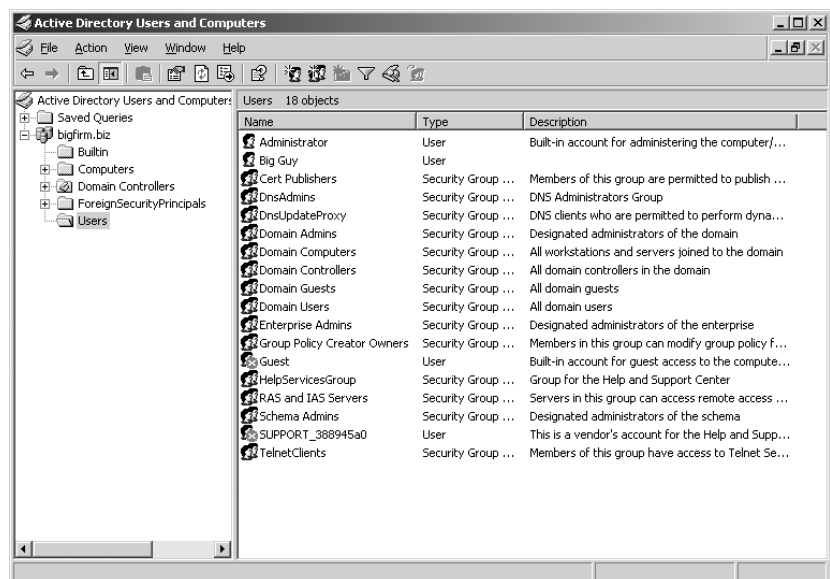 Active Directory Users and Computers
File Action View Window Help
Active Directory Users and Computers
Users 18 objects
Saved Queries
bigfirm.biz
Builtin
Computers
Domain Controllers
ForeignSecurityPrincipals
Users
Name Type Description
Administrator User Built-in account for administering the computer/...
Big Guy User
Cert Publishers Security Group ... Members of this group are permitted to publish ...
DnsAdmins Security Group ... DNS Administrators Group
DnsUpdateProxy Security Group ... DNS clients who are permitted to perform dyna...
Domain Admins Security Group ... Designated administrators of the domain
Domain Computers Security Group ... All workstations and servers joined to the domain
Domain Controllers Security Group ... All domain controllers in the domain
Domain Guests Security Group ... All domain guests
Domain Users Security Group ... All domain users
Enterprise Admins Security Group ... Designated administrators of the enterprise
Group Policy Creator Owners Security Group ... Members in this group can modify group policy f...
Guest User Built-in account for guest access to the compute...
HelpServicesGroup Security Group ... Group for the Help and Support Center
RAS and IAS Servers Security Group ... Servers in this group can access remote access ...
Schema Admins Security Group ... Designated administrators of the schema
SUPPORT_388945a0 User This is a vendor's account for the Help and Supp...
TelnetClients Security Group ... Members of this group have access to Telnet Se...